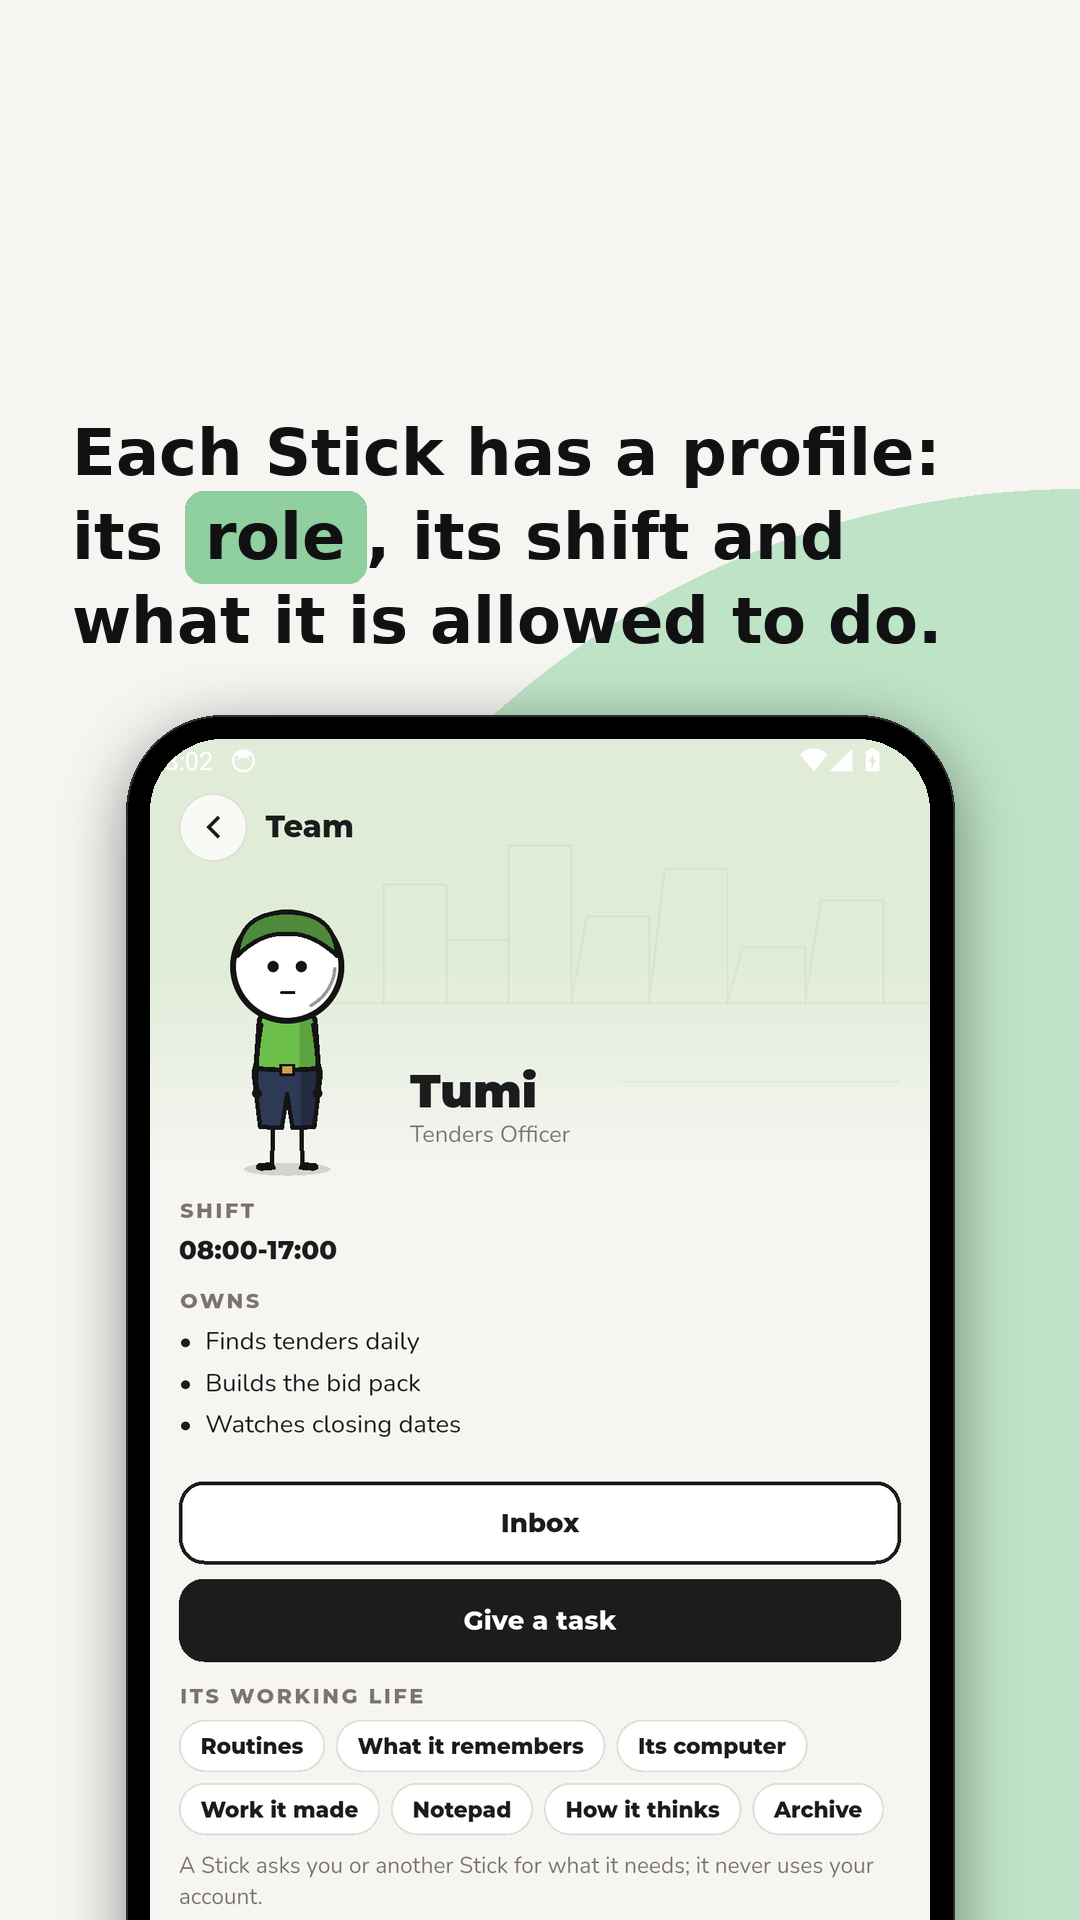 Each Stick has a profile:
its role, its shift and
what it is allowed to do.
:02
Team
Tumi
Tenders Officer
SHIFT
08:00-17:00
OWNS
• Finds tenders daily
• Builds the bid pack
• Watches closing dates
Inbox
Give a task
ITS WORKING LIFE
Routines What it remembers Its computer
Work it made Notepad How it thinks Archive
A Stick asks you or another Stick for what it needs; it never uses your
account.